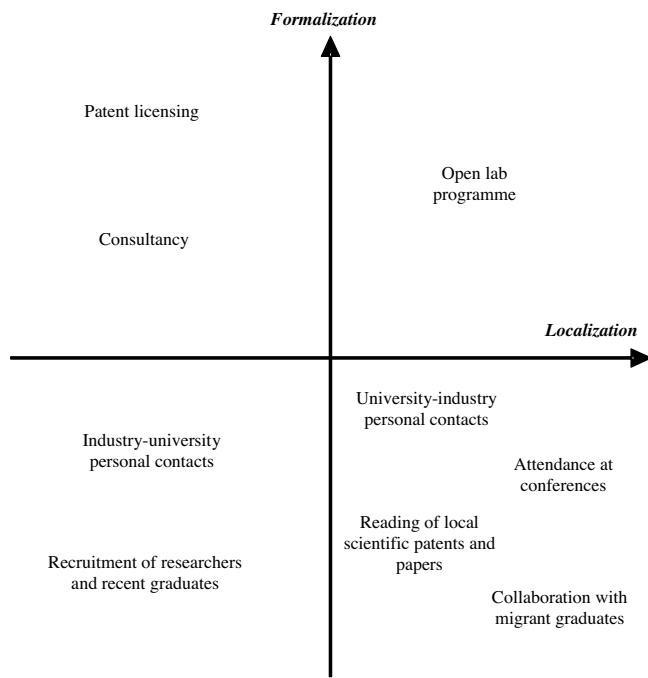 Formalization
Patent licensing
Open lab
programme
Consultancy
Localization
University-industry
personal contacts
Industry-university
personal contacts
Attendance at
conferences
Reading of local
scientific patents and
papers
Recruitment of researchers
and recent graduates
Collaboration with
migrant graduates